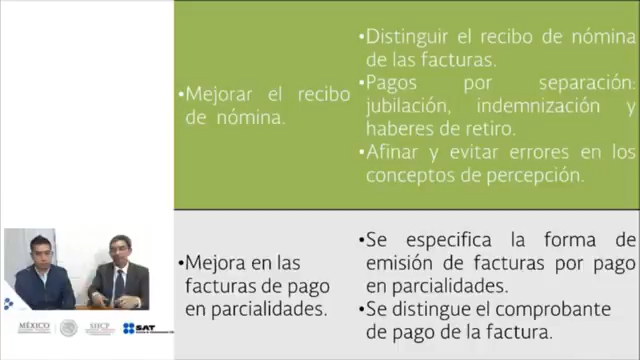 •Mejorar el recibo
de nómina.
•Distinguir el recibo de nómina
de las facturas.
•Pagos por separación:
jubilación, indemnización y
haberes de retiro.
•Afinar y evitar errores en los
conceptos de percepción.
•Mejora en las
facturas de pago
en parcialidades.
•Se especifica la forma de
emisión de facturas por pago
en parcialidades.
•Se distingue el comprobante
de pago de la factura.
MÉXICO
SHCP
SAT